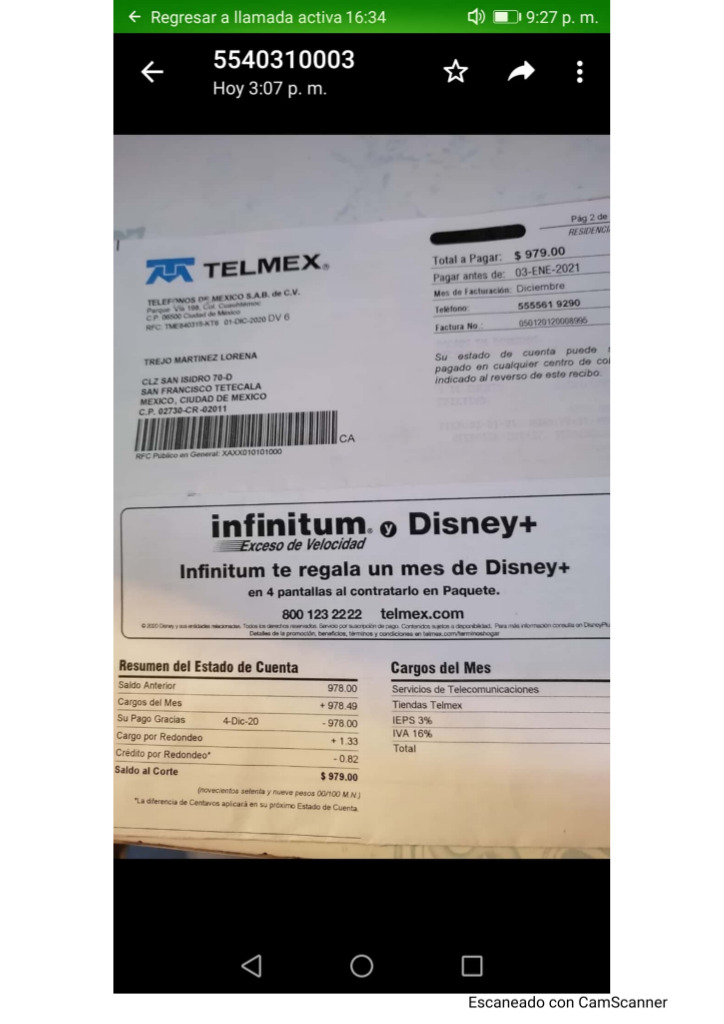 ← Regresar a llamada activa 16:34
9:27 p. m.
5540310003
Hoy 3:07 p. m.
Pág 2 de
RESIDENCI
TELMEX®
TELEFONOS DE MEXICO S.A.B. de C.V.
Parque Vía 198, Col. Cuauhtémoc
C.P. 06500 Ciudad de México
RFC: TME840315-KT6 01-DIC-2020 DV 6
Total a Pagar: $ 979.00
Pagar antes de: 03-ENE-2021
Mes de Facturación: Diciembre
Teléfono: 555561 9290
Factura No.: 050120120008995
TREJO MARTINEZ LORENA
CLZ SAN ISIDRO 70-D
SAN FRANCISCO TETECALA
MEXICO, CIUDAD DE MEXICO
C.P. 02730-CR-02011
Su estado de cuenta puede
pagado en cualquier centro de co
indicado al reverso de este recibo.
CA
RFC Público en General: XAXX010101000
infinitum® y Disney+
Exceso de Velocidad
Infinitum te regala un mes de Disney+
en 4 pantallas al contratarlo en Paquete.
800 123 2222 telmex.com
© 2020 Disney y sus entidades relacionadas. Todos los derechos reservados. Servicio por suscripción de pago. Contenidos sujetos a disponibilidad. Para más información consulta en DisneyPlu
Detalles de la promoción, beneficios, términos y condiciones en telmex.com/terminoshogar
Resumen del Estado de Cuenta
Saldo Anterior 978.00
Cargos del Mes + 978.49
Su Pago Gracias 4-Dic-20 - 978.00
Cargo por Redondeo + 1.33
Crédito por Redondeo* - 0.82
Saldo al Corte $ 979.00
(novecientos setenta y nueve pesos 00/100 M.N.)
*La diferencia de Centavos aplicará en su próximo Estado de Cuenta.
Cargos del Mes
Servicios de Telecomunicaciones
Tiendas Telmex
IEPS 3%
IVA 16%
Total
Escaneado con CamScanner